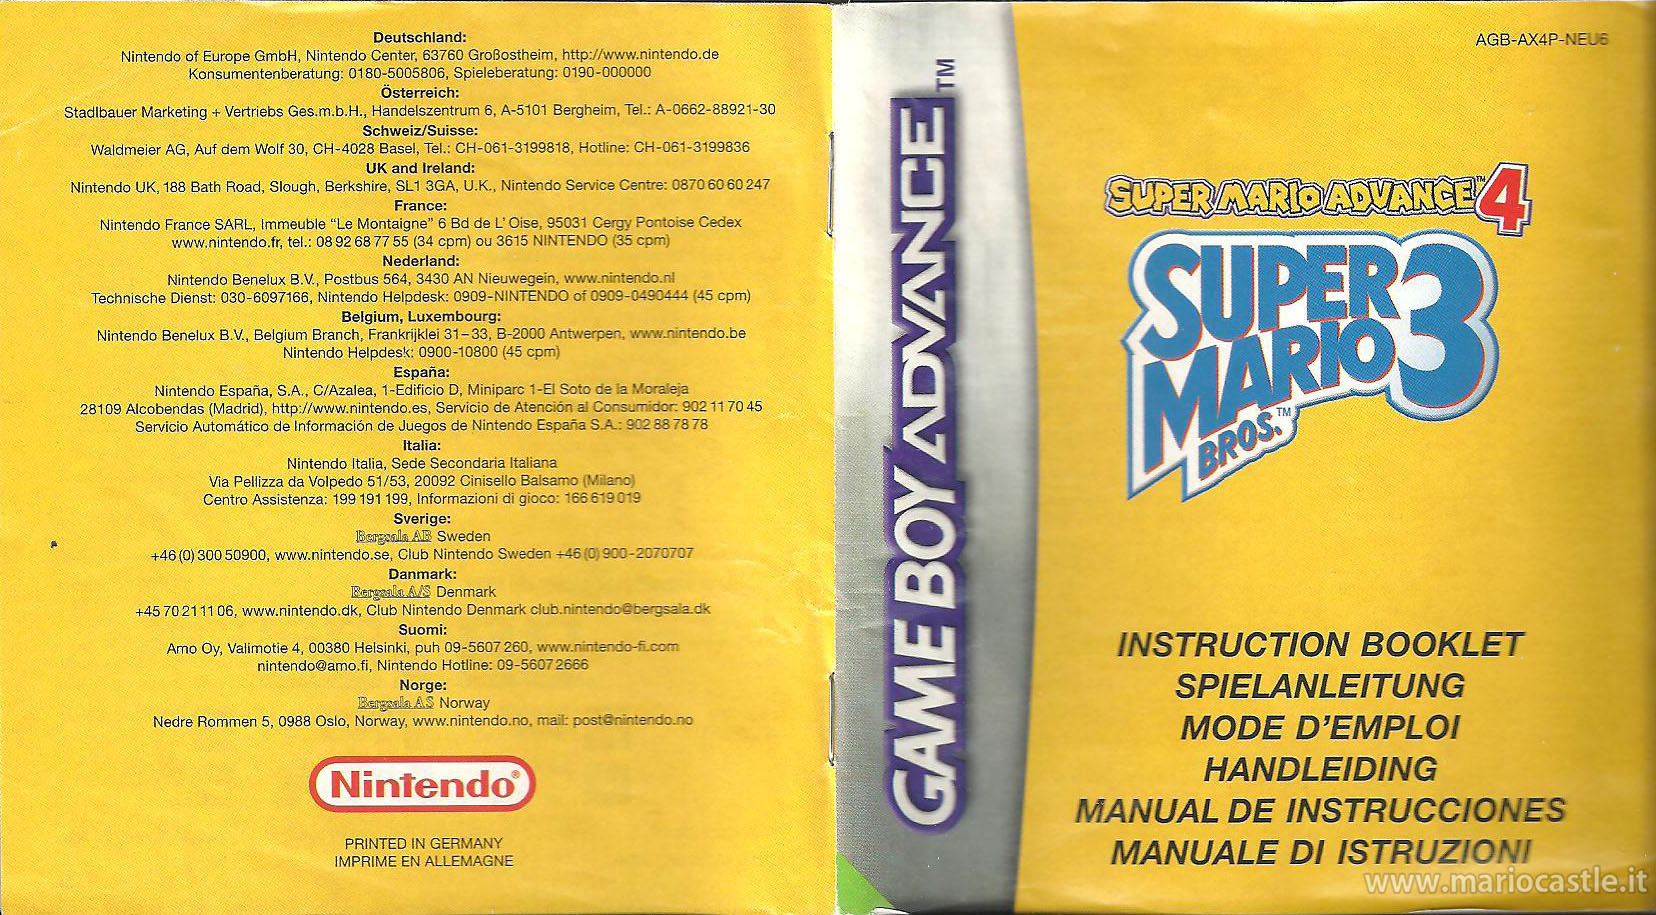 Deutschland:
Nintendo of Europe GmbH, Nintendo Center, 63760 Großostheim, http://www.nintendo.de
Konsumentenberatung: 0180-5005806, Spieleberatung: 0190-000000
Österreich:
Stadlbauer Marketing + Vertriebs Ges.m.b.H., Handelszentrum 6, A-5101 Bergheim, Tel.: A-0662-88921-30
Schweiz/Suisse:
Waldmeier AG, Auf dem Wolf 30, CH-4028 Basel, Tel.: CH-061-3199818, Hotline: CH-061-3199836
UK and Ireland:
Nintendo UK, 188 Bath Road, Slough, Berkshire, SL1 3GA, U.K., Nintendo Service Centre: 0870 60 60 247
France:
Nintendo France SARL, Immeuble "Le Montaigne" 6 Bd de L' Oise, 95031 Cergy Pontoise Cedex
www.nintendo.fr, tel.: 08 92 68 77 55 (34 cpm) ou 3615 NINTENDO (35 cpm)
Nederland:
Nintendo Benelux B.V., Postbus 564, 3430 AN Nieuwegein, www.nintendo.nl
Technische Dienst: 030-6097166, Nintendo Helpdesk: 0909-NINTENDO of 0909-0490444 (45 cpm)
Belgium, Luxembourg:
Nintendo Benelux B.V., Belgium Branch, Frankrijklei 31-33, B-2000 Antwerpen, www.nintendo.be
Nintendo Helpdesk: 0900-10800 (45 cpm)
España:
Nintendo España, S.A., C/Azalea, 1-Edificio D, Miniparc 1-El Soto de la Moraleja
28109 Alcobendas (Madrid), http://www.nintendo.es, Servicio de Atención al Consumidor: 902 11 70 45
Servicio Automático de Información de Juegos de Nintendo España S.A.: 902 88 78 78
Italia:
Nintendo Italia, Sede Secondaria Italiana
Via Pellizza da Volpedo 51/53, 20092 Cinisello Balsamo (Milano)
Centro Assistenza: 199 191 199, Informazioni di gioco: 166 619 019
Sverige:
Bergsala AB Sweden
+46 (0) 300 50900, www.nintendo.se, Club Nintendo Sweden +46 (0) 900-2070707
Danmark:
Bergsala A/S Denmark
+45 70 21 11 06, www.nintendo.dk, Club Nintendo Denmark club.nintendo@bergsala.dk
Suomi:
Amo Oy, Valimotie 4, 00380 Helsinki, puh 09-5607 260, www.nintendo-fi.com
nintendo@amo.fi, Nintendo Hotline: 09-5607 2666
Norge:
Bergsala AS Norway
Nedre Rommen 5, 0988 Oslo, Norway, www.nintendo.no, mail: post@nintendo.no
Nintendo®
PRINTED IN GERMANY
IMPRIME EN ALLEMAGNE
GAME BOY ADVANCE™
AGB-AX4P-NEU6
SUPER MARIO ADVANCE™ 4
SUPER
MARIO 3
BROS.™
INSTRUCTION BOOKLET
SPIELANLEITUNG
MODE D'EMPLOI
HANDLEIDING
MANUAL DE INSTRUCCIONES
MANUALE DI ISTRUZIONI
www.mariocastle.it